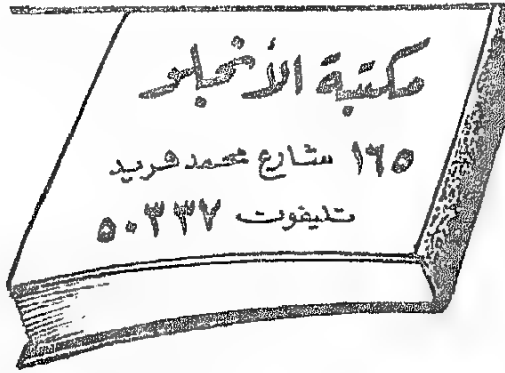 مكتبة الأنجلو
١٦٥ شارع محمد فريد
تليفون ٥٠٣٣٧